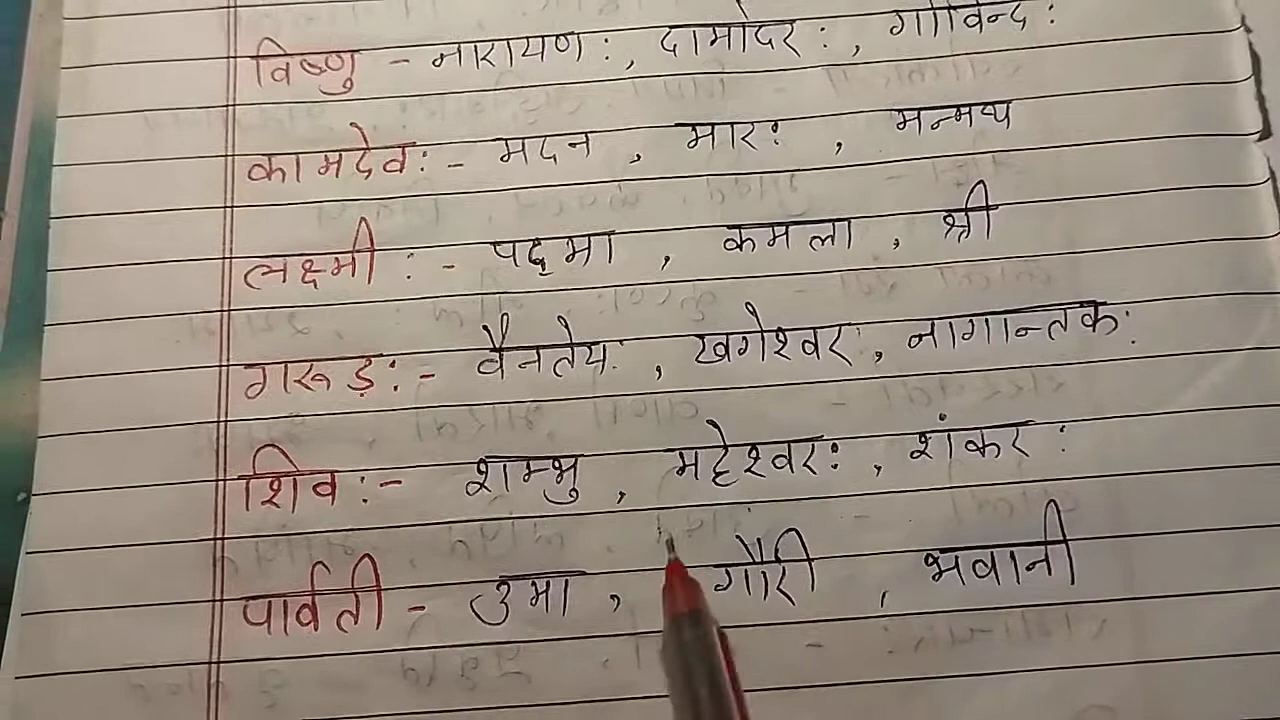 विष्णु - नारायण: , दामोदर: , गोविन्द:
कामदेव: - मदन , मार: , मन्मथ
लक्ष्मी : - पद्मा , कमला , श्री
गरूड़: - वैनतेय: , खगेश्वर: , नागान्तक:
शिव: - शम्भु , महेश्वर: , शंकर :
पार्वती - उमा , गौरी , भवानी